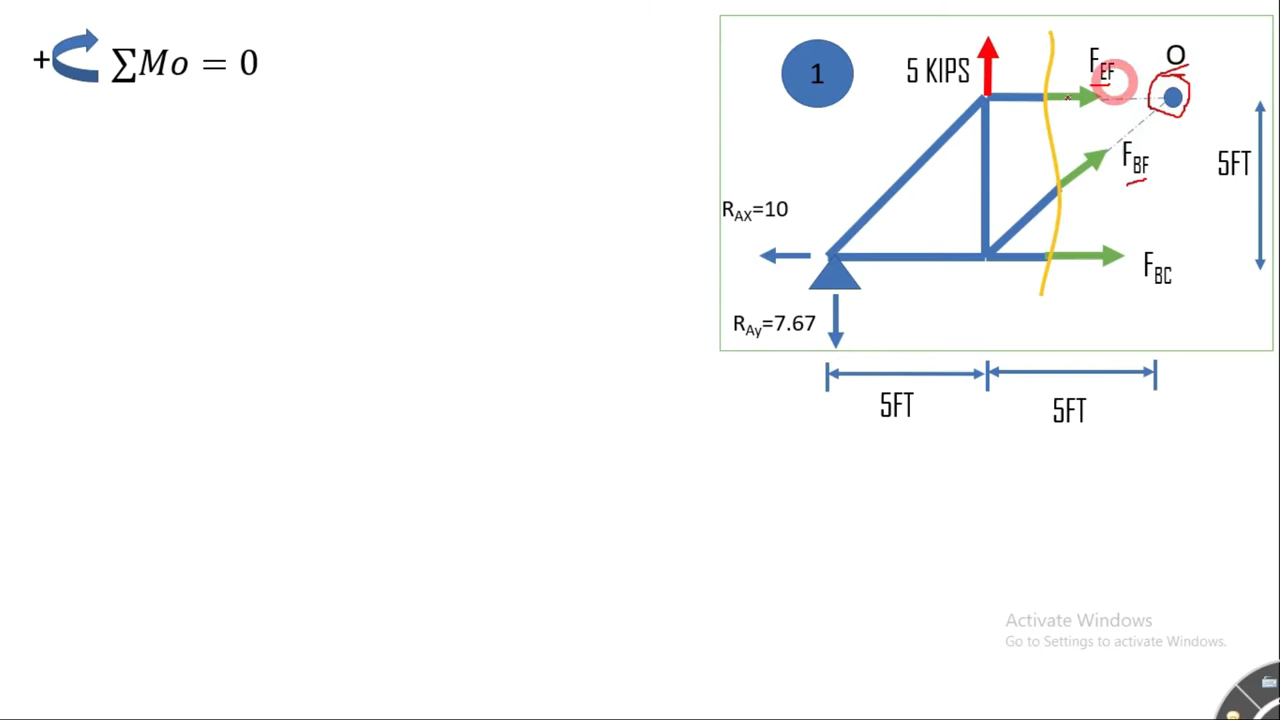 + ∑Mo = 0
1
5 KIPS
F_EF
O
F_BF
5FT
R_AX=10
F_BC
R_Ay=7.67
5FT
5FT
Activate Windows
Go to Settings to activate Windows.